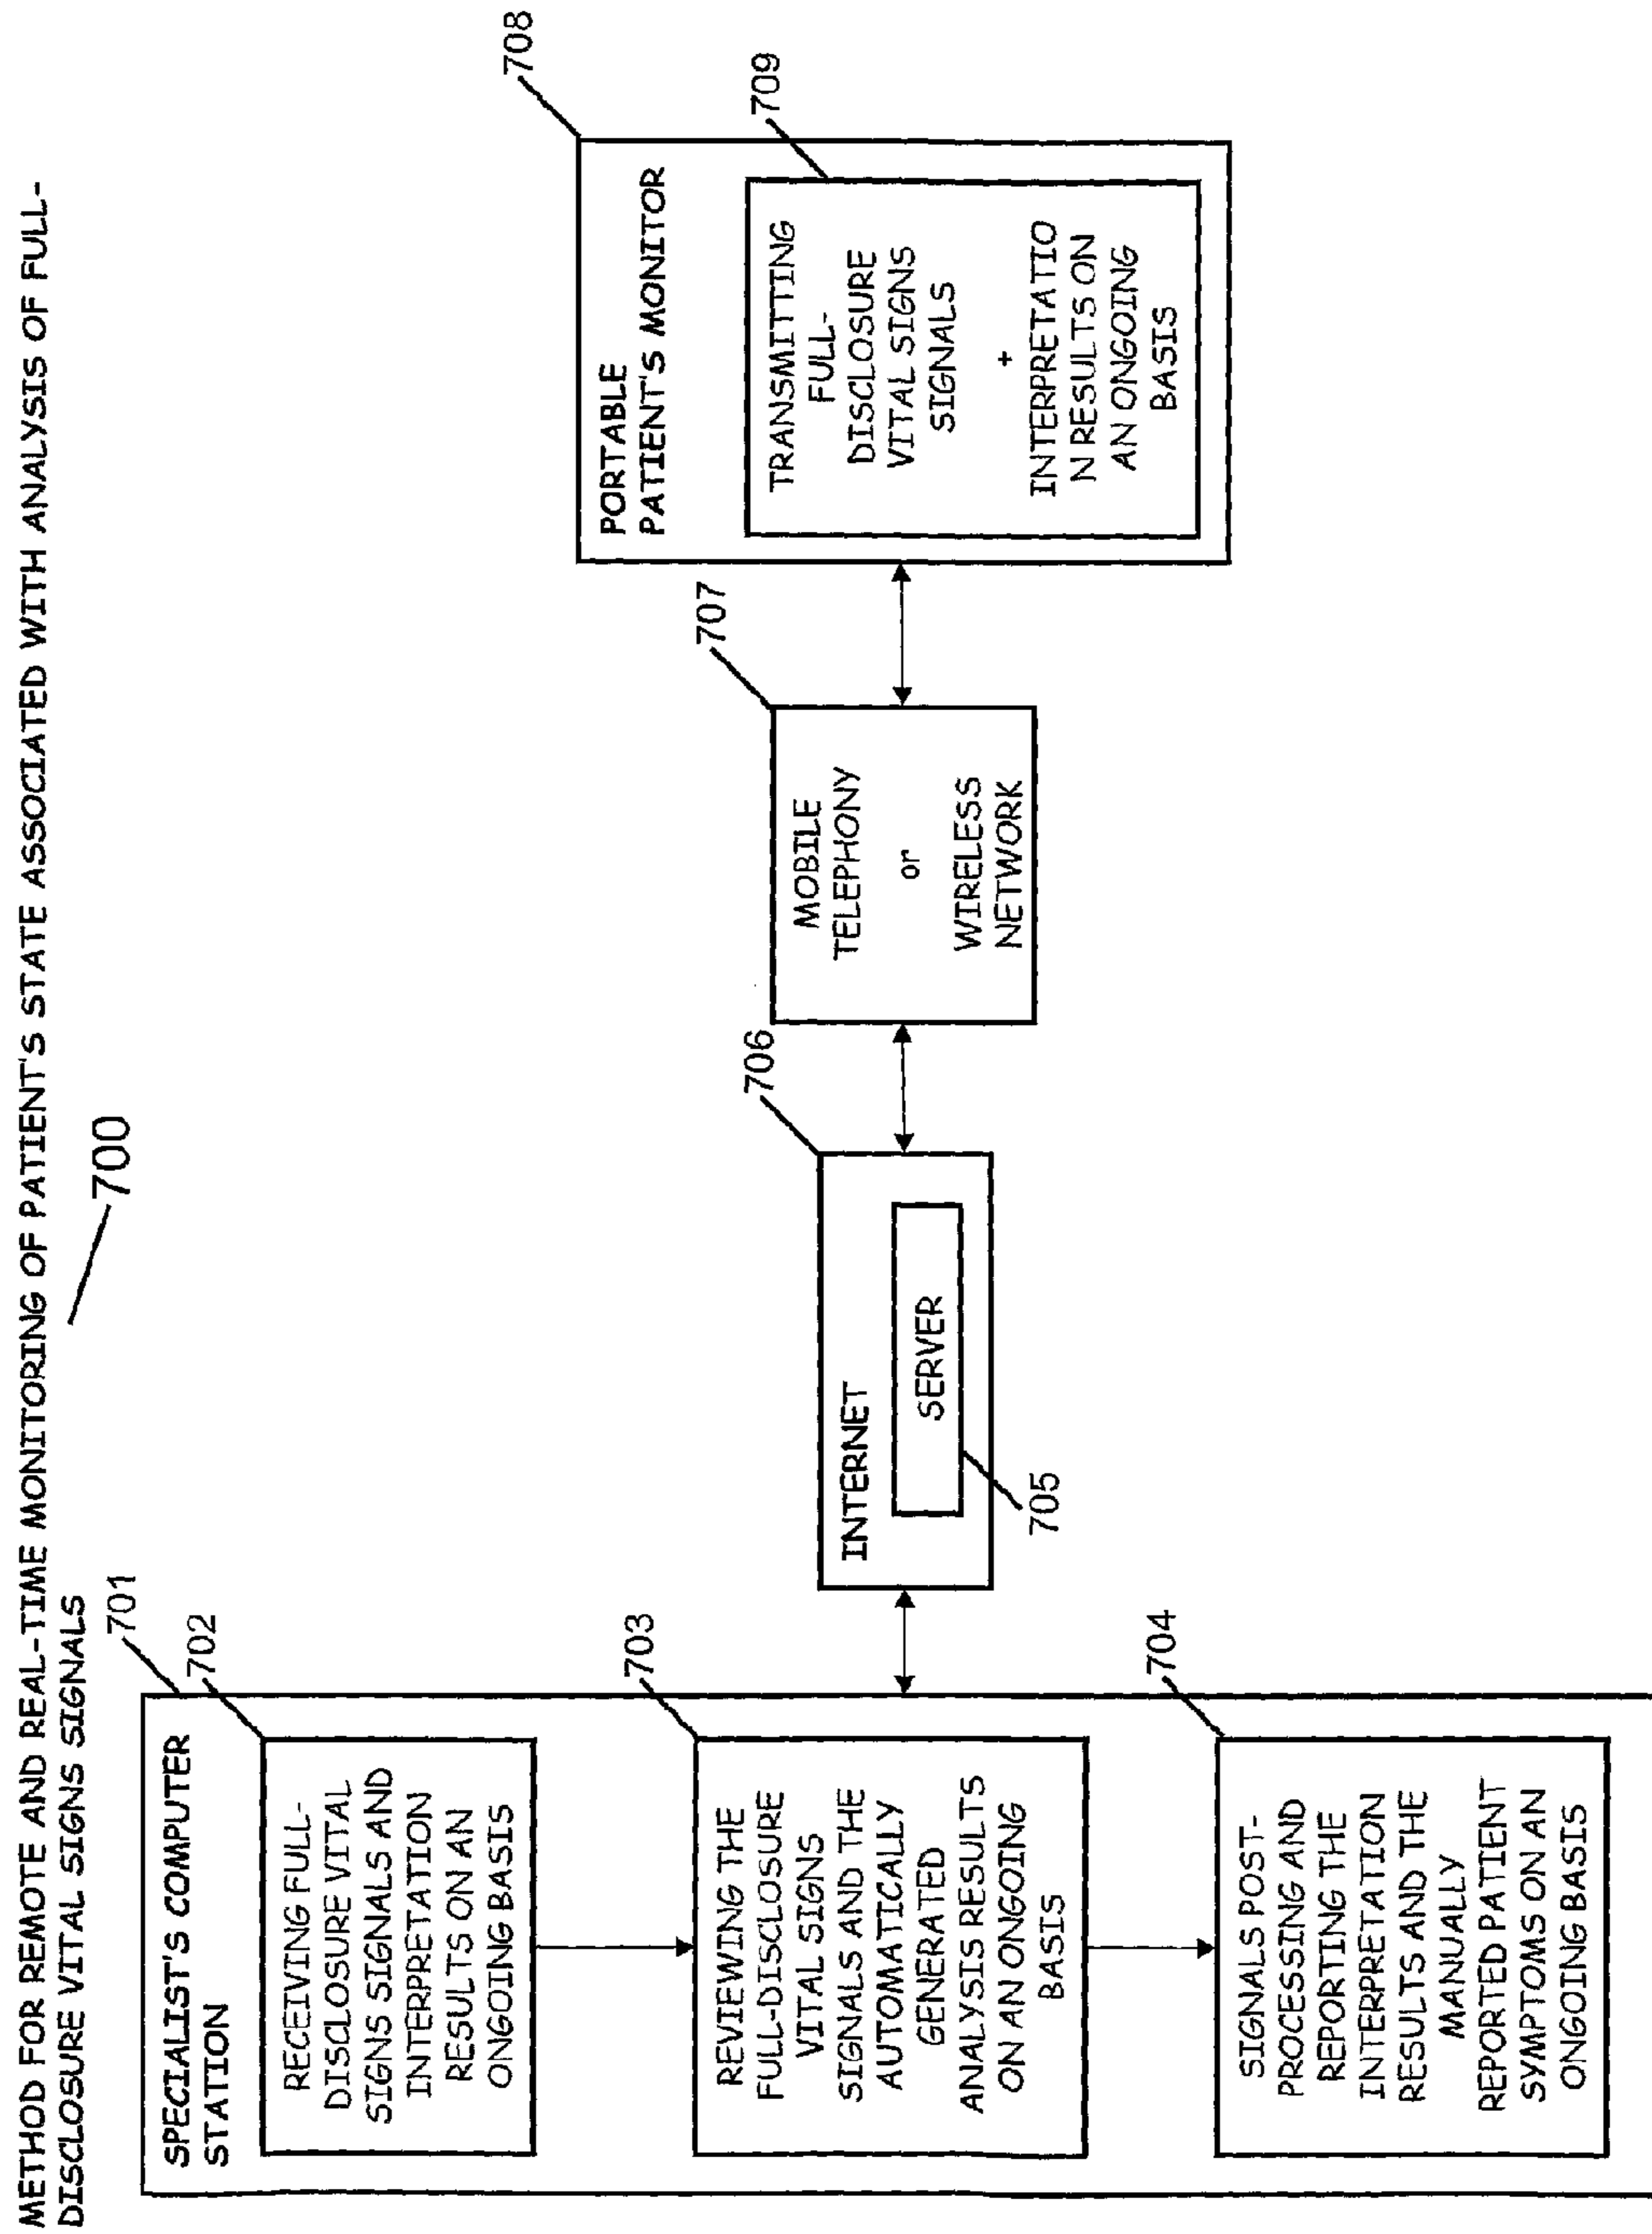 METHOD FOR REMOTE AND REAL-TIME MONITORING OF PATIENT'S STATE ASSOCIATED WITH ANALYSIS OF FULL-
DISCLOSURE VITAL SIGNS SIGNALS
700
701
SPECIALIST'S COMPUTER
STATION
702
RECEIVING FULL-
DISCLOSURE VITAL
SIGNS SIGNALS AND
INTERPRETATION
RESULTS ON AN
ONGOING BASIS
703
REVIEWING THE
FULL-DISCLOSURE
VITAL SIGNS
SIGNALS AND THE
AUTOMATICALLY
GENERATED
ANALYSIS RESULTS
ON AN ONGOING
BASIS
704
SIGNALS POST-
PROCESSING AND
REPORTING THE
INTERPRETATION
RESULTS AND THE
MANUALLY
REPORTED PATIENT
SYMPTOMS ON AN
ONGOING BASIS
706
INTERNET
SERVER
705
707
MOBILE
TELEPHONY
or
WIRELESS
NETWORK
708
PORTABLE
PATIENT'S MONITOR
709
TRANSMITTING
FULL-
DISCLOSURE
VITAL SIGNS
SIGNALS
+
INTERPRETATIO
N RESULTS ON
AN ONGOING
BASIS